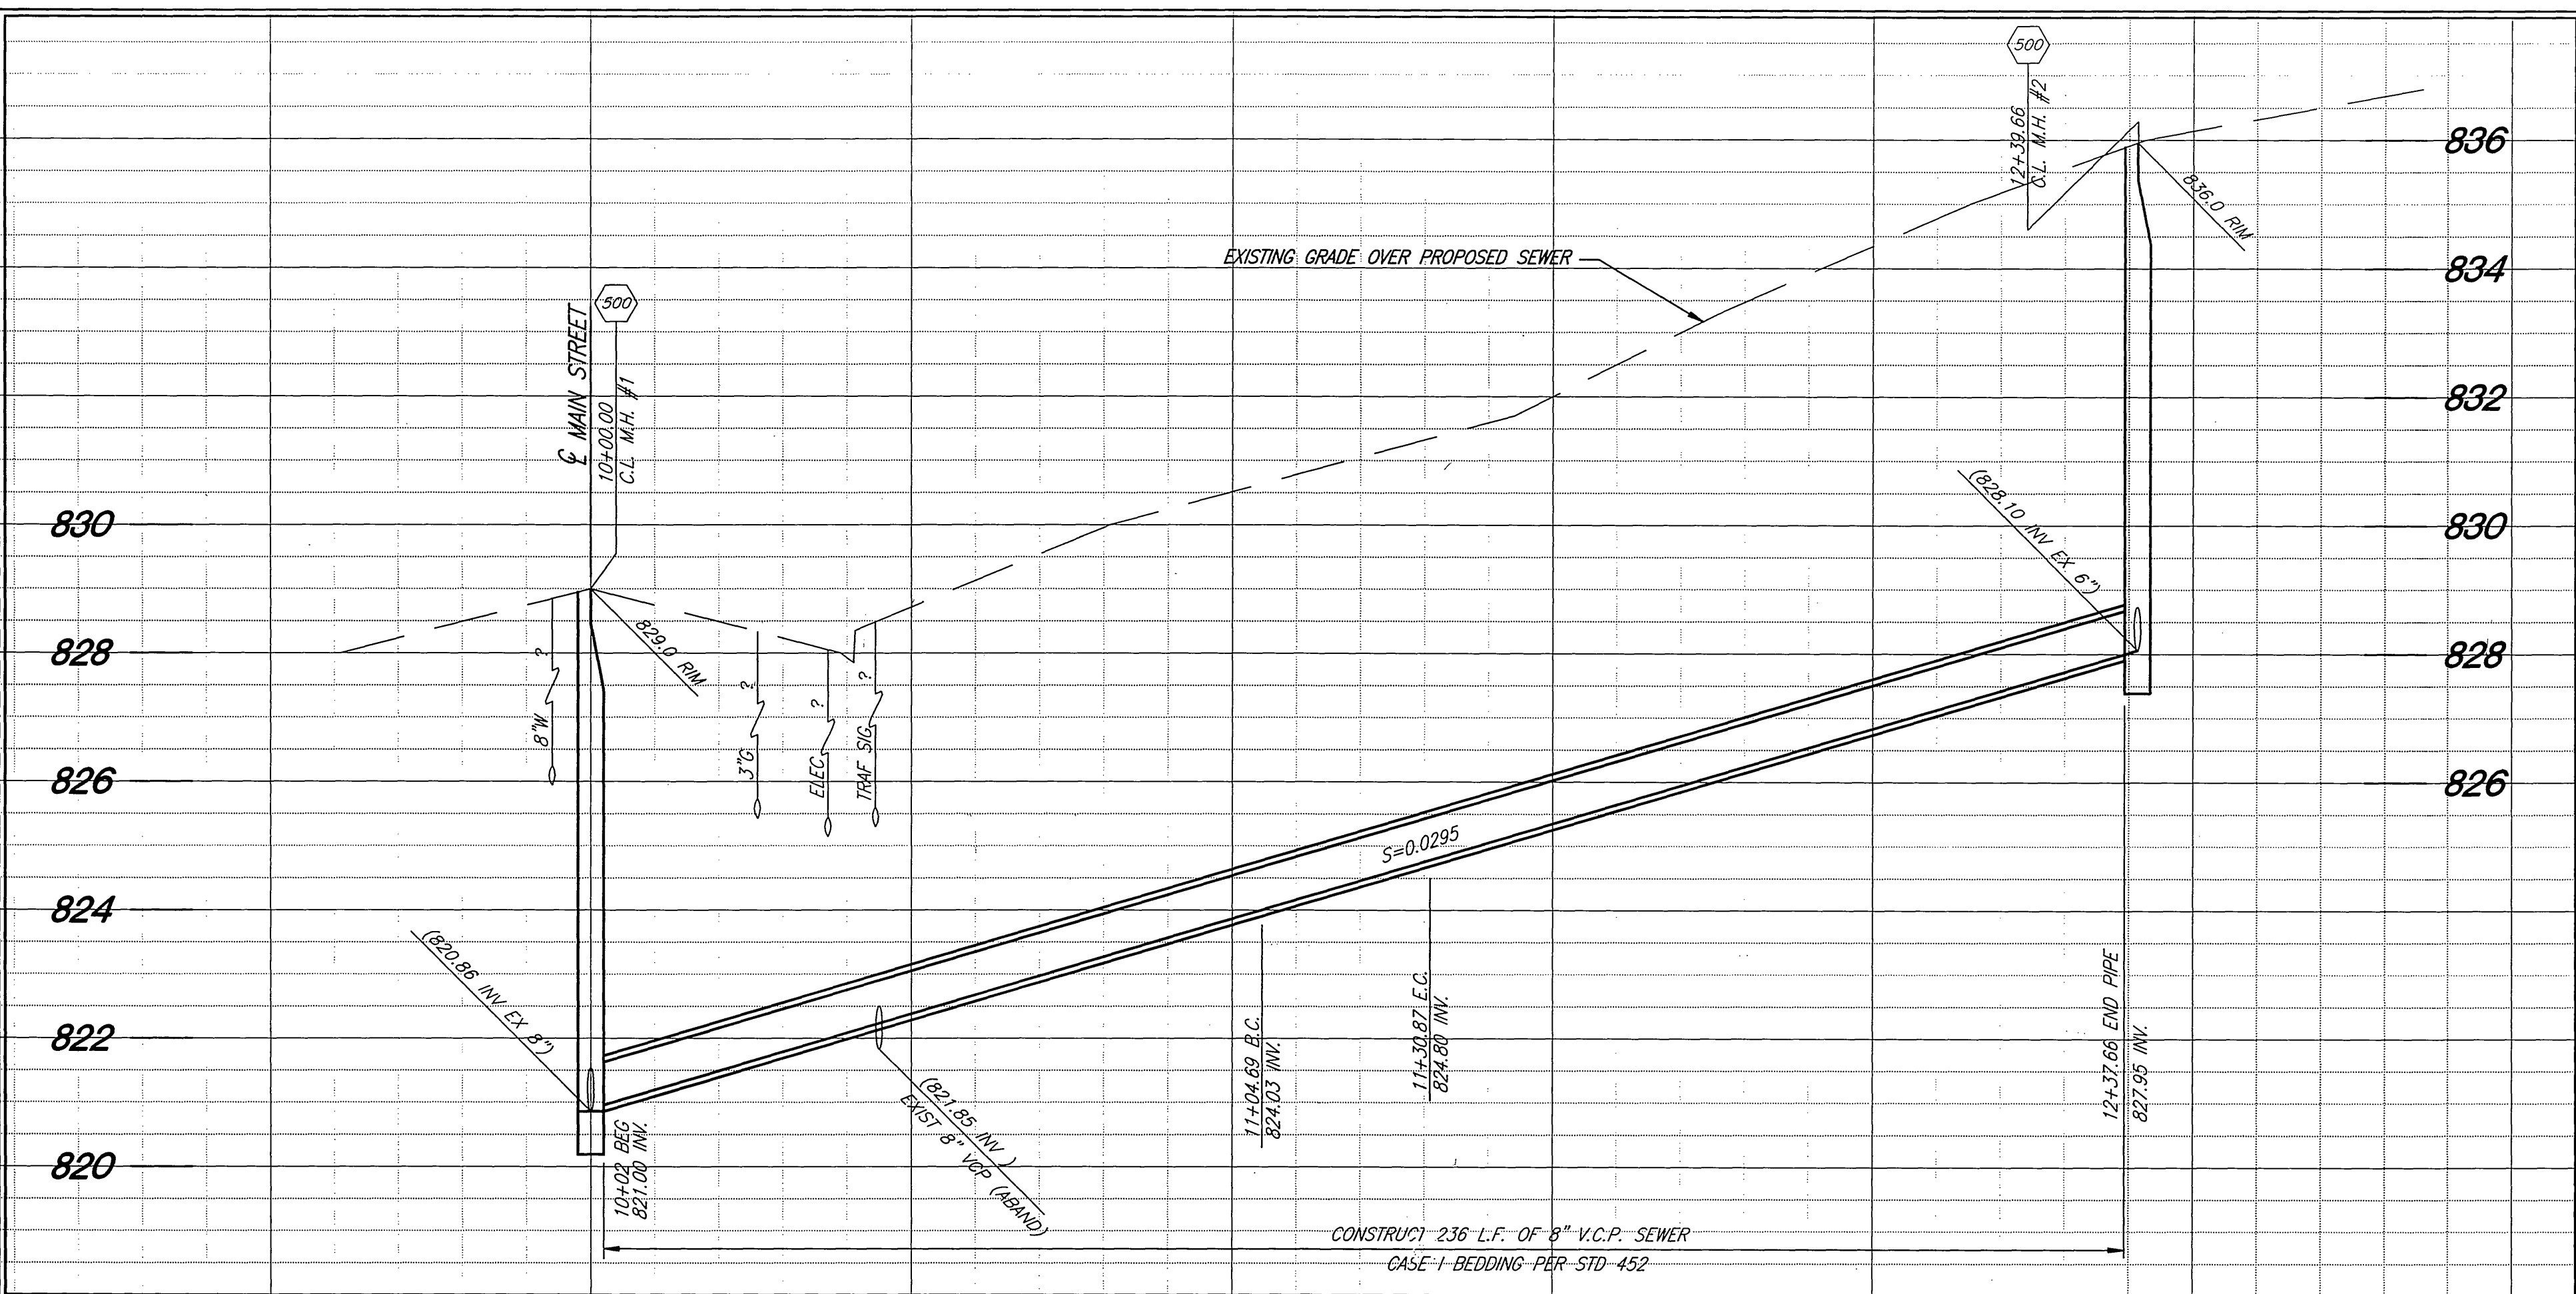 500
12+39.66
C.L. M.H. #2
836
836.0 RIM
EXISTING GRADE OVER PROPOSED SEWER
834
500
℄ MAIN STREET
10+00.00
C.L. M.H. #1
832
830
(828.10 INV EX. 6")
830
829.0 RIM
828
828
?
8"W
?
3"G
?
ELEC.
?
TRAF SIG.
826
826
S=0.0295
824
(820.86 INV EX 8")
822
(821.85 INV.)
EXIST 8" VCP (ABAND)
11+04.69 B.C.
824.03 INV.
11+30.87 E.C.
824.80 INV.
12+37.66 END PIPE
827.95 INV.
820
10+02 BEG
821.00 INV.
CONSTRUCT 236 L.F. OF 8" V.C.P. SEWER
CASE I BEDDING PER STD 452